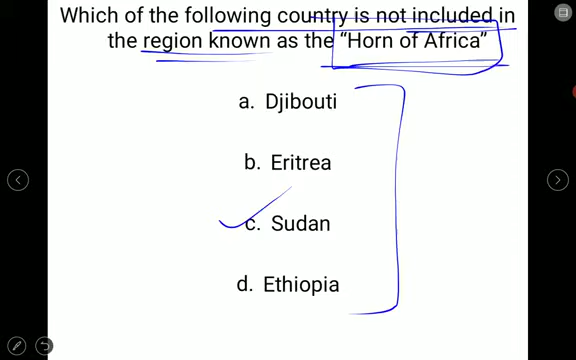 Which of the following country is not included in
the region known as the “Horn of Africa”
a. Djibouti
b. Eritrea
c. Sudan
d. Ethiopia